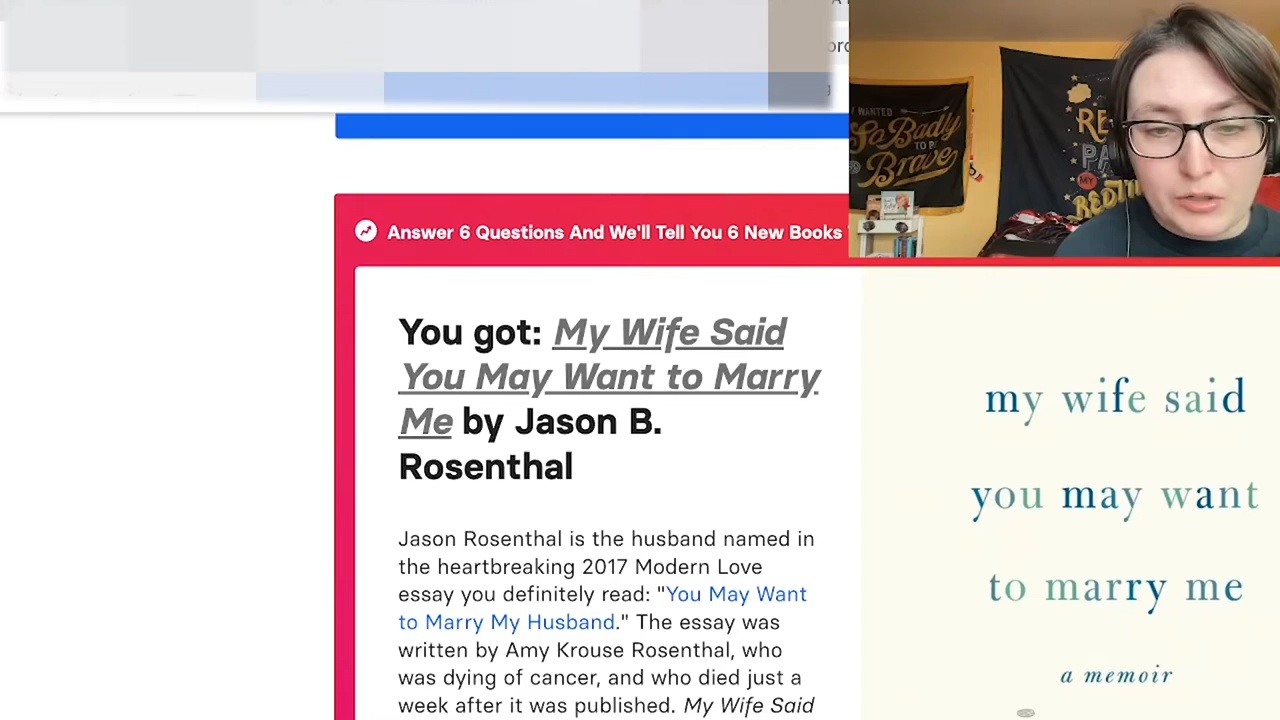 I WANTED
So Badly
TO BE
Brave
MY
Answer 6 Questions And We'll Tell You 6 New Books
You got: My Wife Said
You May Want to Marry
Me by Jason B.
Rosenthal
Jason Rosenthal is the husband named in
the heartbreaking 2017 Modern Love
essay you definitely read: "You May Want
to Marry My Husband." The essay was
written by Amy Krouse Rosenthal, who
was dying of cancer, and who died just a
week after it was published. My Wife Said
my wife said
you may want
to marry me
a memoir